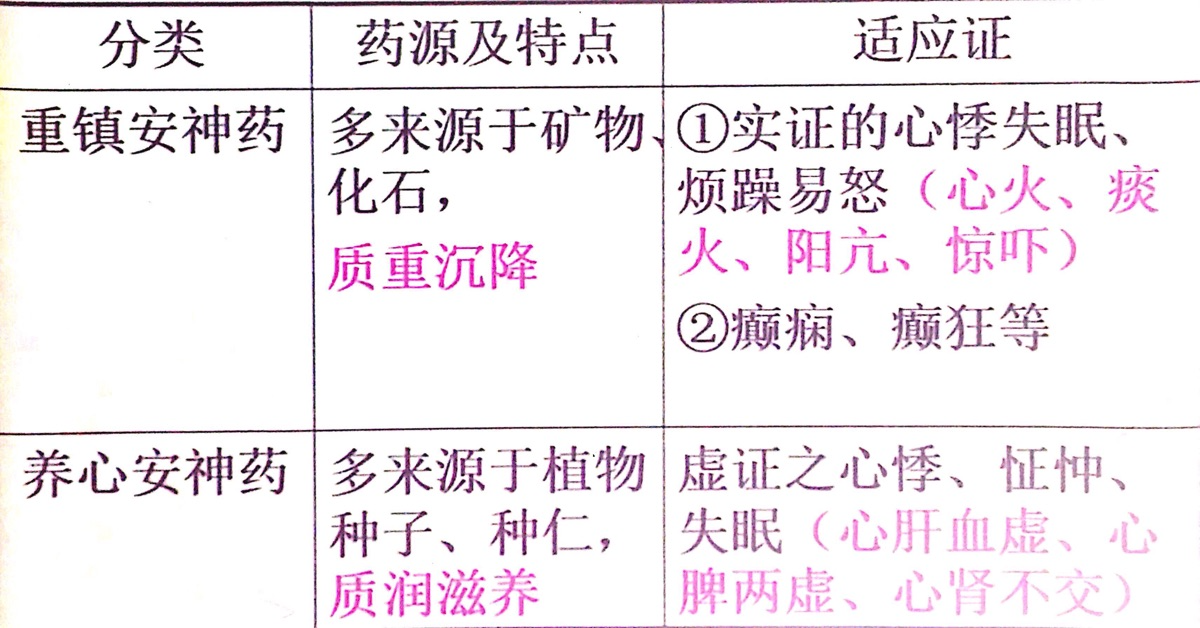 分类 药源及特点 适应证
重镇安神药
多来源于矿物、
化石，
质重沉降
①实证的心悸失眠、
烦躁易怒（心火、痰
火、阳亢、惊吓）
②癫痫、癫狂等
养心安神药
多来源于植物
种子、种仁，
质润滋养
虚证之心悸、怔忡、
失眠（心肝血虚、心
脾两虚、心肾不交）